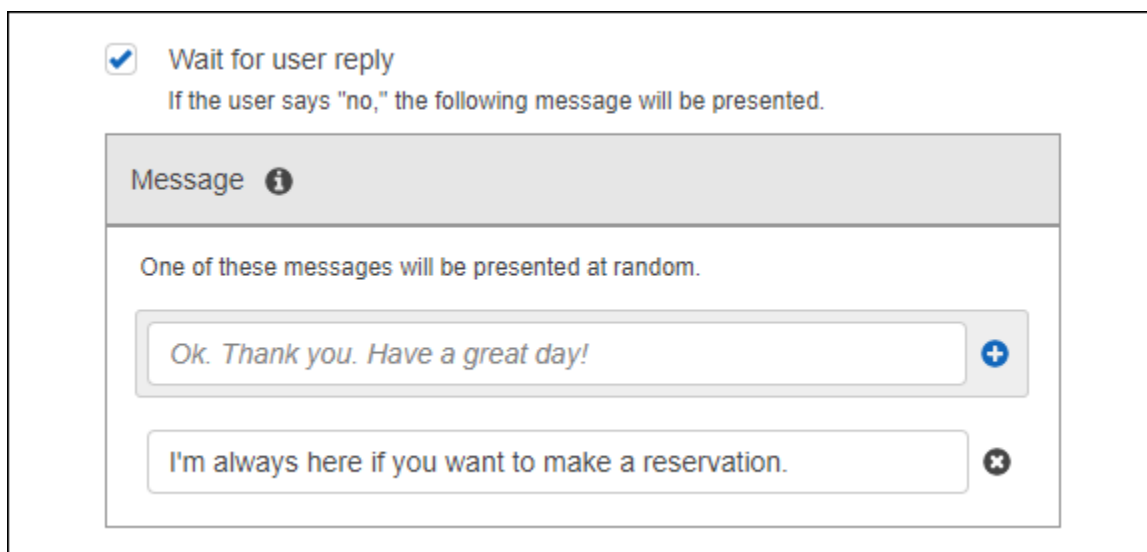 Wait for user reply
If the user says "no," the following message will be presented.
Message
One of these messages will be presented at random.
Ok. Thank you. Have a great day!
I'm always here if you want to make a reservation.